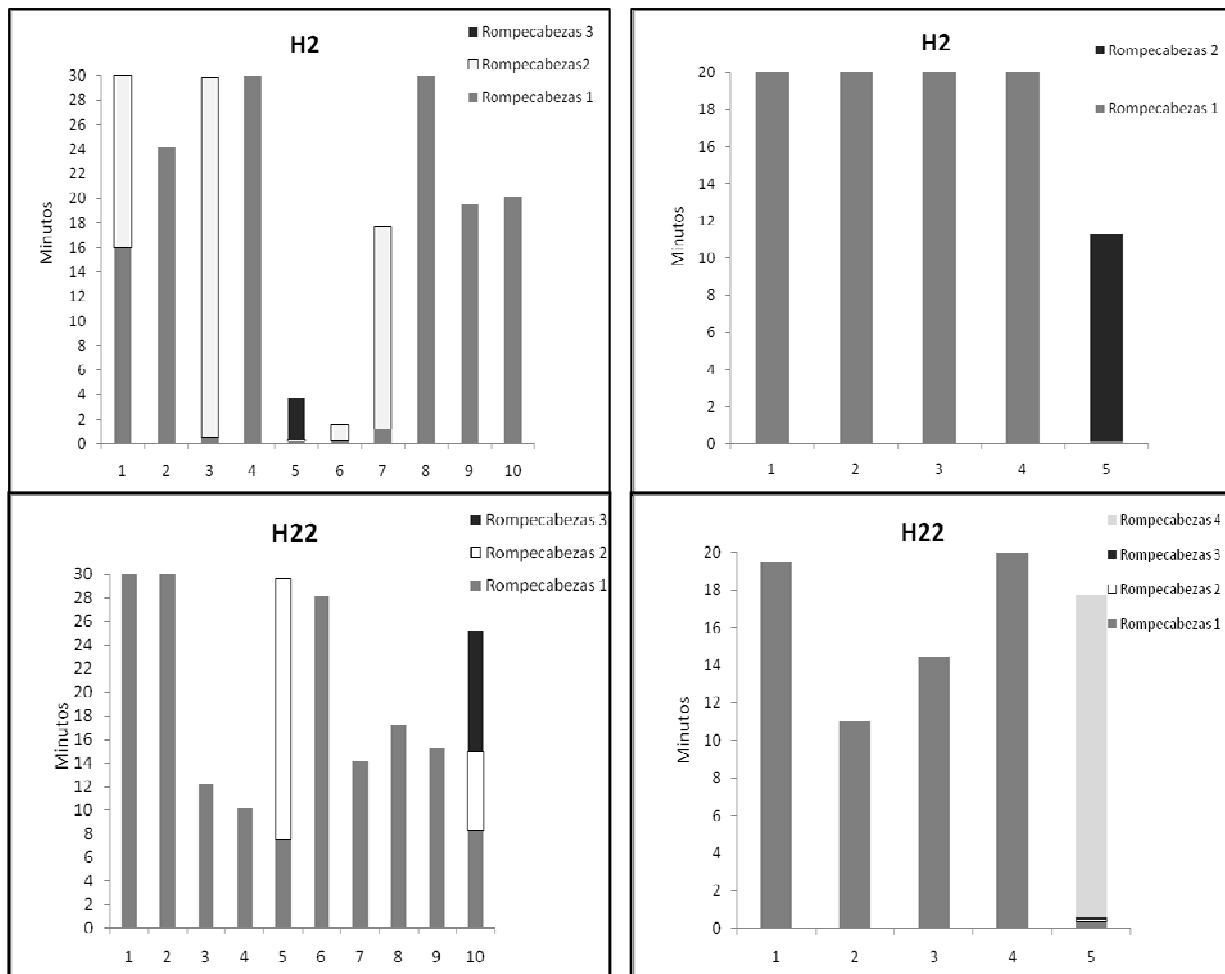 H2
Rompecabezas 3
Rompecabezas2
Rompecabezas 1
Minutos
30
28
26
24
22
20
18
16
14
12
10
8
6
4
2
0
1 2 3 4 5 6 7 8 9 10
H2
Rompecabezas 2
Rompecabezas 1
Minutos
20
18
16
14
12
10
8
6
4
2
0
1 2 3 4 5
H22
Rompecabezas 3
Rompecabezas 2
Rompecabezas 1
Minutos
30
28
26
24
22
20
18
16
14
12
10
8
6
4
2
0
1 2 3 4 5 6 7 8 9 10
H22
Rompecabezas 4
Rompecabezas 3
Rompecabezas 2
Rompecabezas 1
Minutos
20
18
16
14
12
10
8
6
4
2
0
1 2 3 4 5